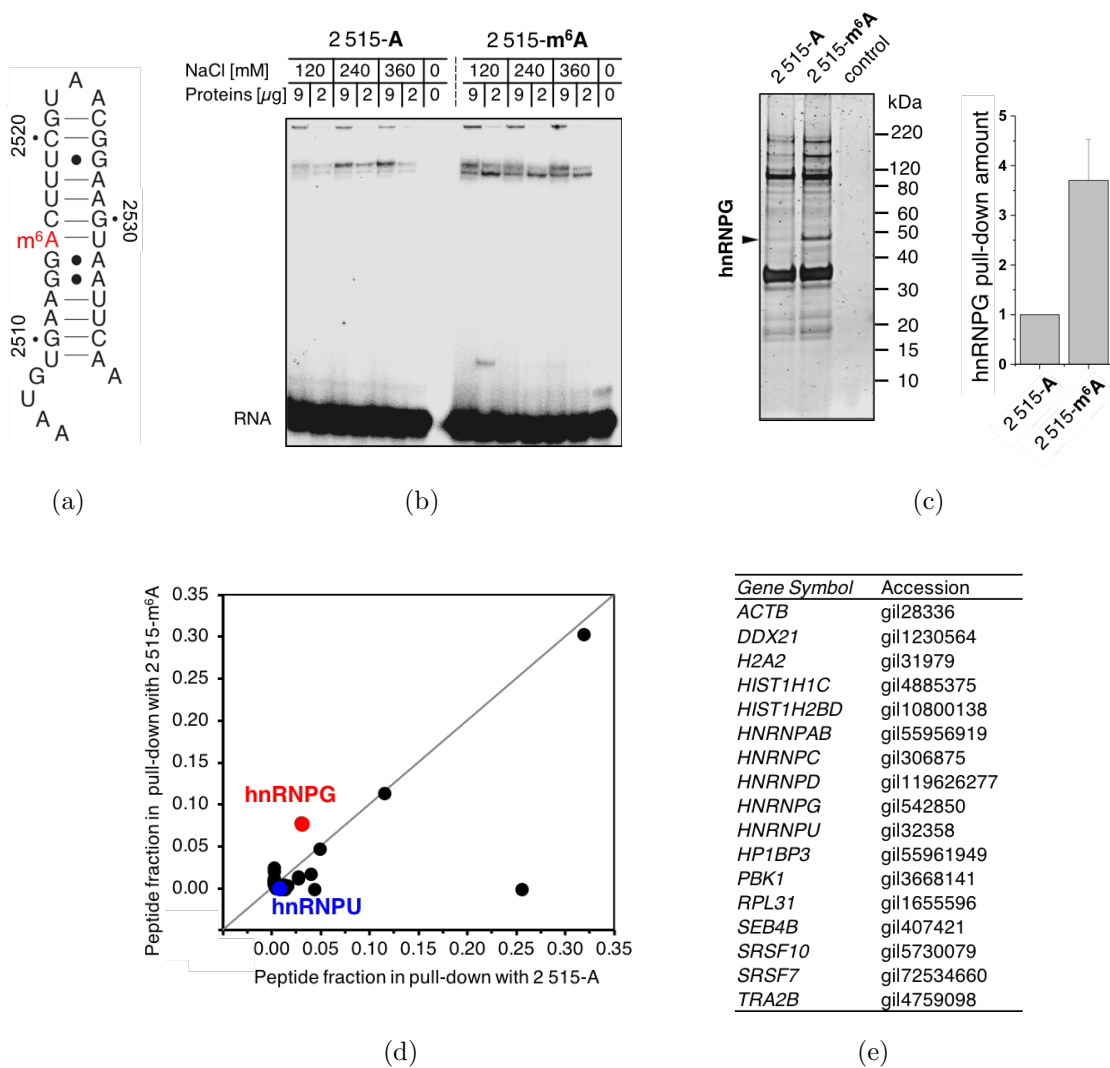 A
U A
G C
2520
C G
U G
U A
U A
C G
2530
m⁶A U
G A
G A
A U
A U
G C
2510
U A
G A
U
A
A
(a)
2 515-A 2 515-m⁶A
NaCl [mM] 120 240 360 0 120 240 360 0
Proteins [µg] 9 2 9 2 9 2 0 9 2 9 2 9 2 0
RNA
(b)
2 515-A
2 515-m⁶A
control
kDa
220
120
80
60
50
40
30
20
15
10
hnRNPG
hnRNPG pull-down amount
5
4
3
2
1
0
2 515-A
2 515-m⁶A
(c)
Peptide fraction in pull-down with 2 515-m⁶A
0.35
0.30
0.25
0.20
0.15
0.10
0.05
0.00
hnRNPG
hnRNPU
0.00 0.05 0.10 0.15 0.20 0.25 0.30 0.35
Peptide fraction in pull-down with 2 515-A
(d)
Gene Symbol Accession
ACTB gil28336
DDX21 gil1230564
H2A2 gil31979
HIST1H1C gil4885375
HIST1H2BD gil10800138
HNRNPAB gil55956919
HNRNPC gil306875
HNRNPD gil119626277
HNRNPG gil542850
HNRNPU gil32358
HP1BP3 gil55961949
PBK1 gil3668141
RPL31 gil1655596
SEB4B gil407421
SRSF10 gil5730079
SRSF7 gil72534660
TRA2B gil4759098
(e)